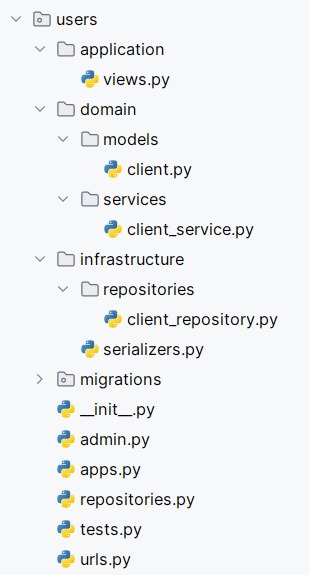 users
application
views.py
domain
models
client.py
services
client_service.py
infrastructure
repositories
client_repository.py
serializers.py
migrations
__init__.py
admin.py
apps.py
repositories.py
tests.py
urls.py